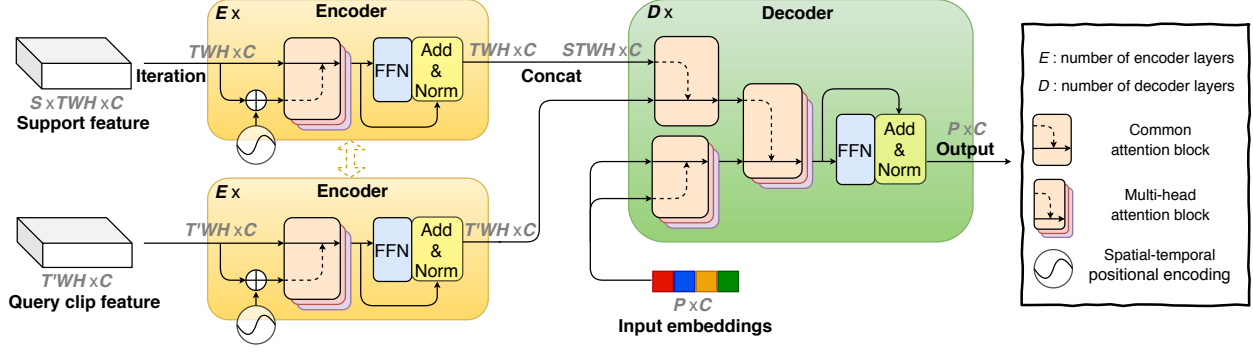 E x Encoder
TWH x C
Iteration
FFN
Add
&
Norm
S x TWH x C
Support feature
TWH x C
Concat
STWH x C
E x Encoder
T'WH x C
FFN
Add
&
Norm
T'WH x C
Query clip feature
T'WH x C
D x Decoder
FFN
Add
&
Norm
P x C
Output
P x C
Input embeddings
E : number of encoder layers
D : number of decoder layers
Common
attention block
Multi-head
attention block
Spatial-temporal
positional encoding